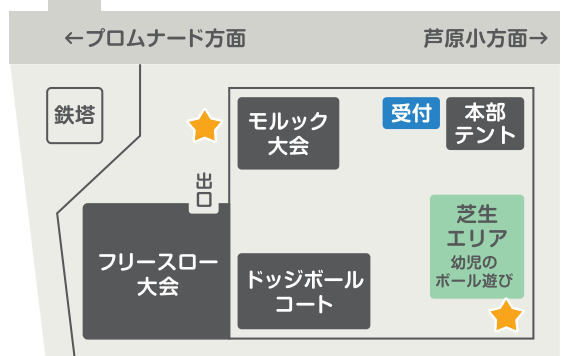 ←プロムナード方面
芦原小方面→
鉄塔
モルック
大会
受付
本部
テント
出口
芝生
エリア
幼児の
ボール遊び
フリースロー
大会
ドッジボール
コート